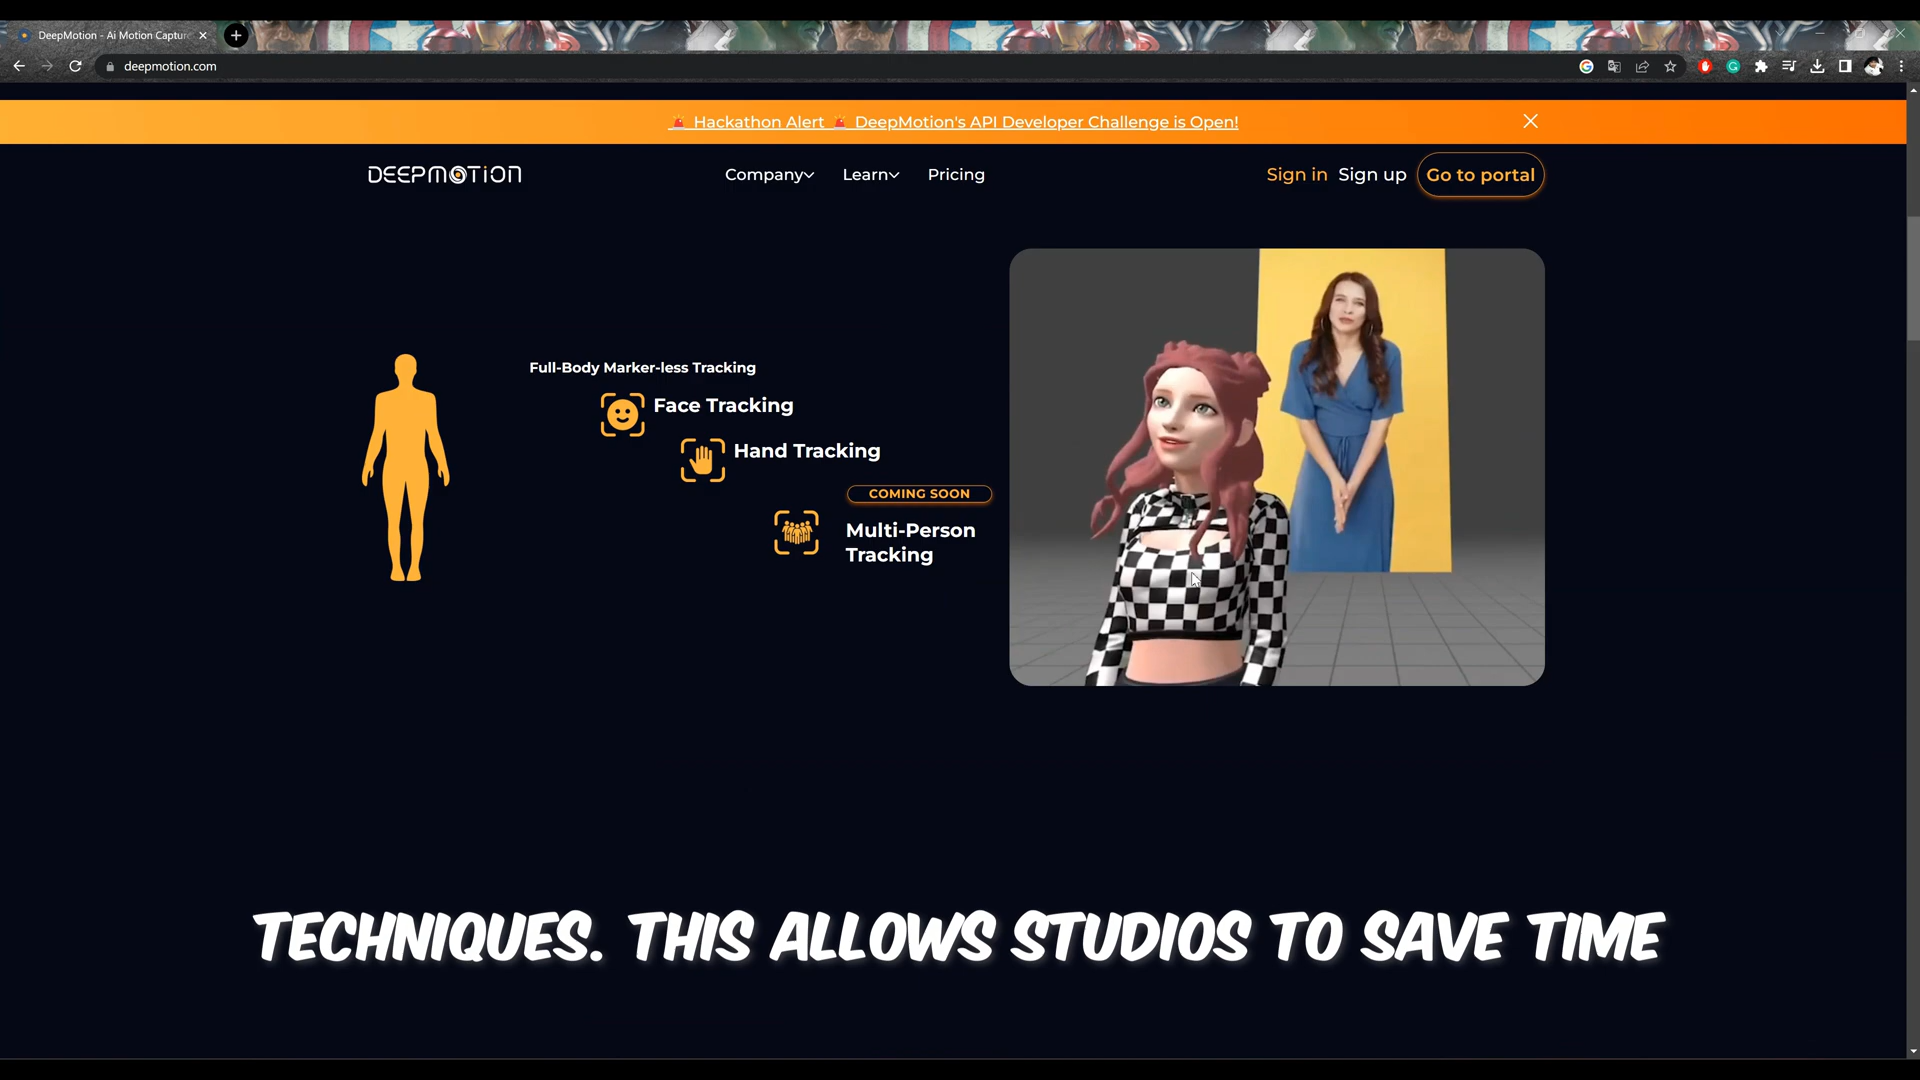 DeepMotion - Ai Motion Captur
deepmotion.com
Hackathon Alert DeepMotion's API Developer Challenge is Open!
DEEPMOTION
Company
Learn
Pricing
Sign in
Sign up
Go to portal
Full-Body Marker-less Tracking
Face Tracking
Hand Tracking
COMING SOON
Multi-Person
Tracking
TECHNIQUES. THIS ALLOWS STUDIOS TO SAVE TIME